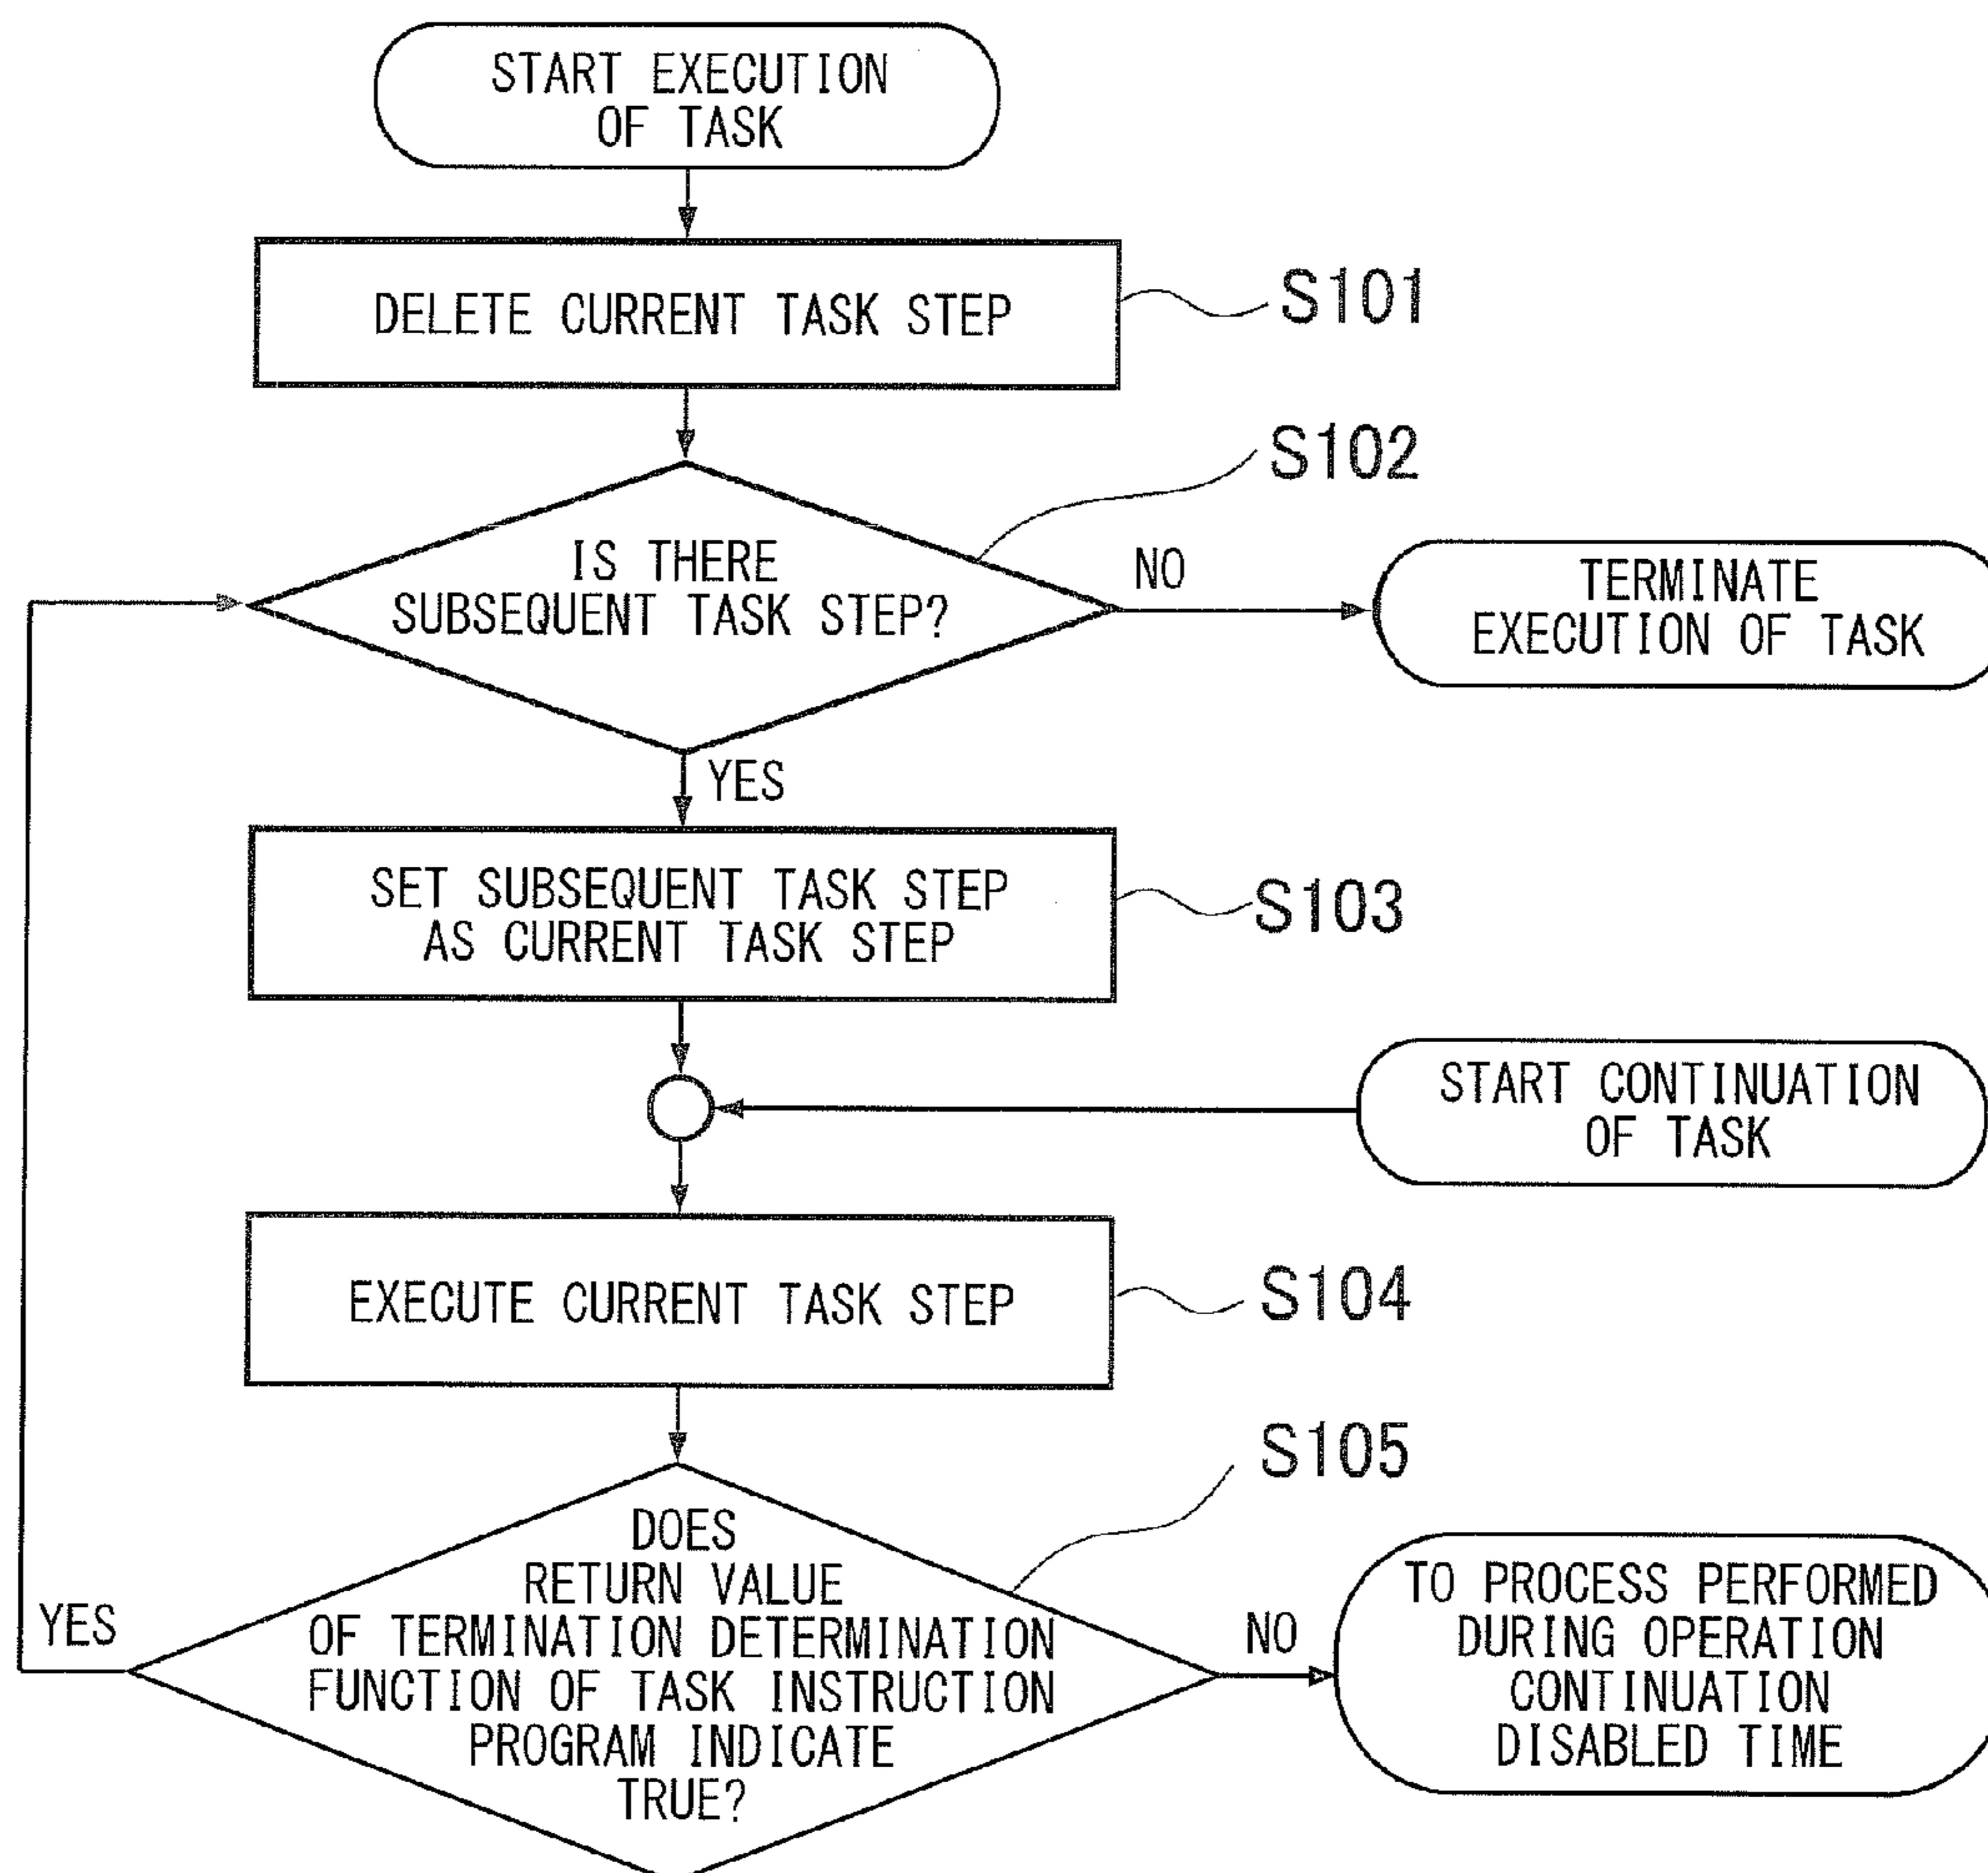 START EXECUTION
OF TASK
DELETE CURRENT TASK STEP
S101
S102
IS THERE
SUBSEQUENT TASK STEP?
NO
TERMINATE
EXECUTION OF TASK
YES
SET SUBSEQUENT TASK STEP
AS CURRENT TASK STEP
S103
START CONTINUATION
OF TASK
EXECUTE CURRENT TASK STEP
S104
S105
DOES
RETURN VALUE
OF TERMINATION DETERMINATION
FUNCTION OF TASK INSTRUCTION
PROGRAM INDICATE
TRUE?
YES
NO
TO PROCESS PERFORMED
DURING OPERATION
CONTINUATION
DISABLED TIME